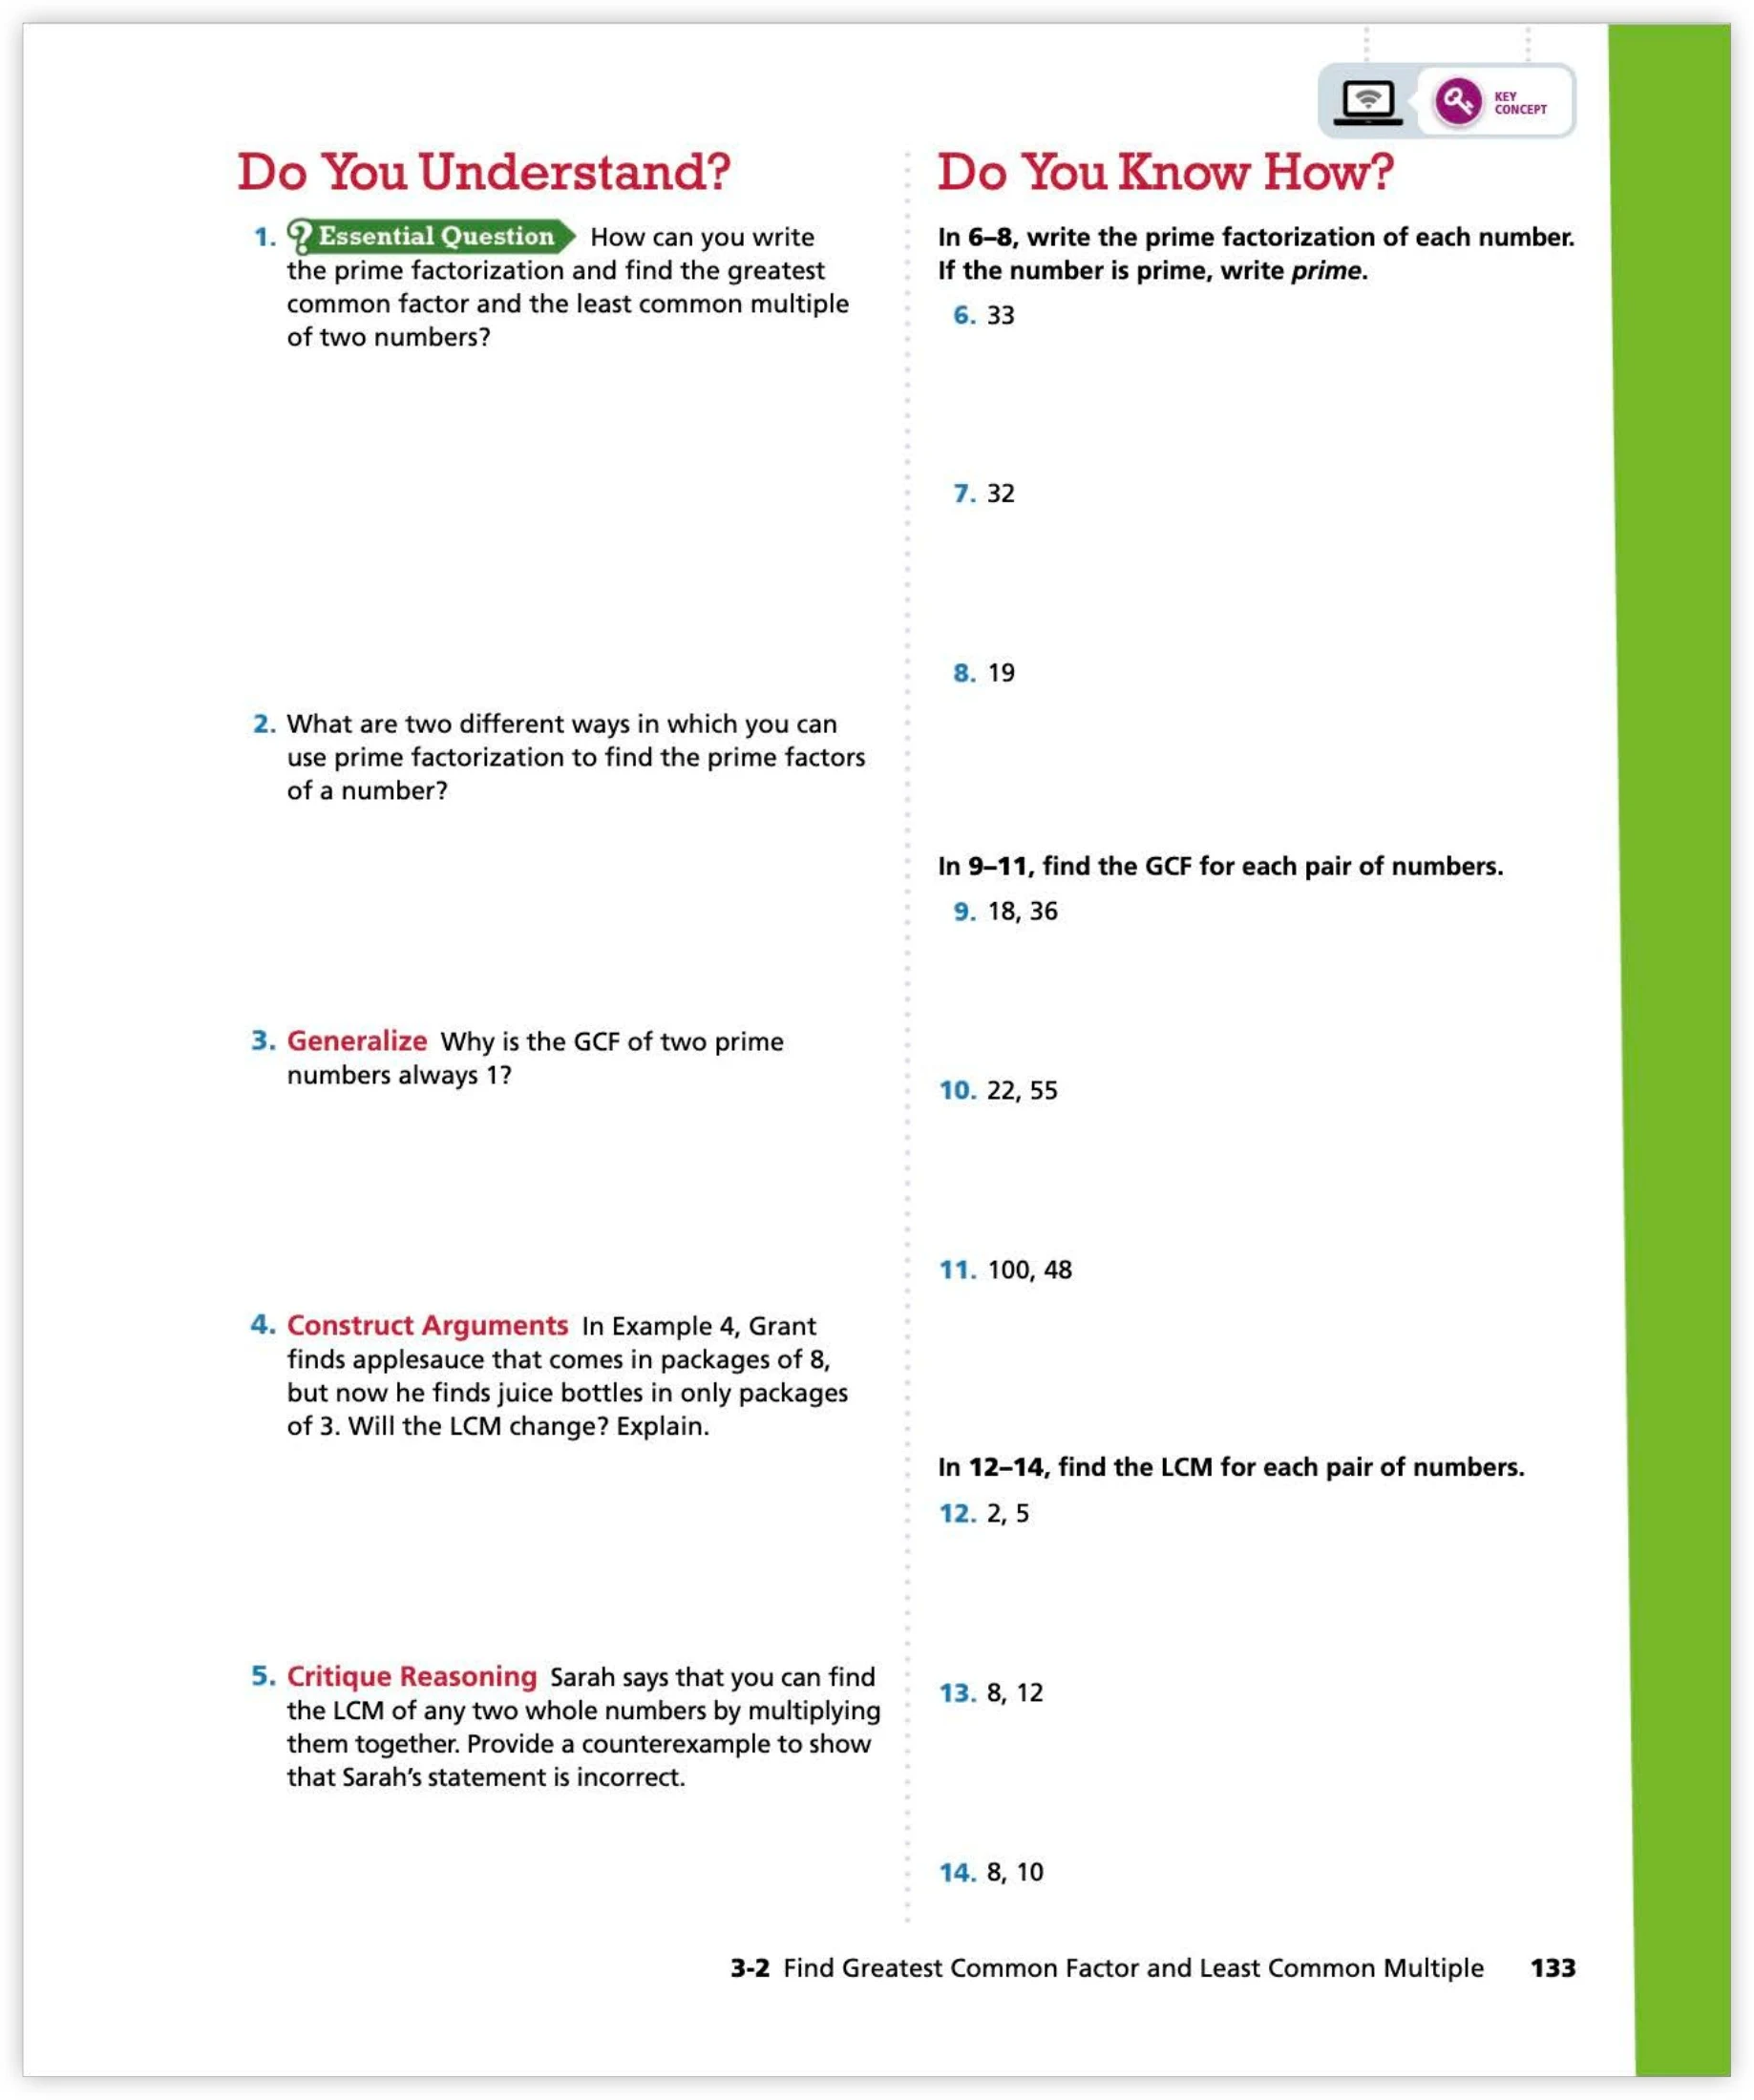 KEY
CONCEPT
Do You Understand?
1. ? Essential Question How can you write
the prime factorization and find the greatest
common factor and the least common multiple
of two numbers?
2. What are two different ways in which you can
use prime factorization to find the prime factors
of a number?
3. Generalize Why is the GCF of two prime
numbers always 1?
4. Construct Arguments In Example 4, Grant
finds applesauce that comes in packages of 8,
but now he finds juice bottles in only packages
of 3. Will the LCM change? Explain.
5. Critique Reasoning Sarah says that you can find
the LCM of any two whole numbers by multiplying
them together. Provide a counterexample to show
that Sarah's statement is incorrect.
Do You Know How?
In 6–8, write the prime factorization of each number.
If the number is prime, write prime.
6. 33
7. 32
8. 19
In 9–11, find the GCF for each pair of numbers.
9. 18, 36
10. 22, 55
11. 100, 48
In 12–14, find the LCM for each pair of numbers.
12. 2, 5
13. 8, 12
14. 8, 10
3-2 Find Greatest Common Factor and Least Common Multiple 133